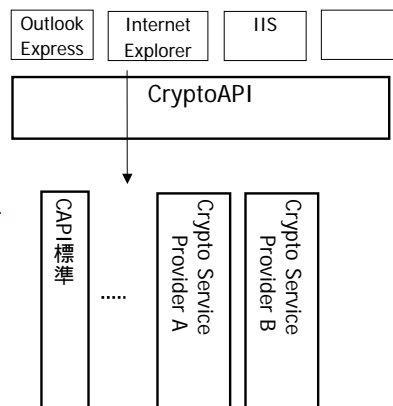 Outlook
Express
Internet
Explorer
IIS
CryptoAPI
CAPI標準
.....
Crypto Service
Provider A
Crypto Service
Provider B